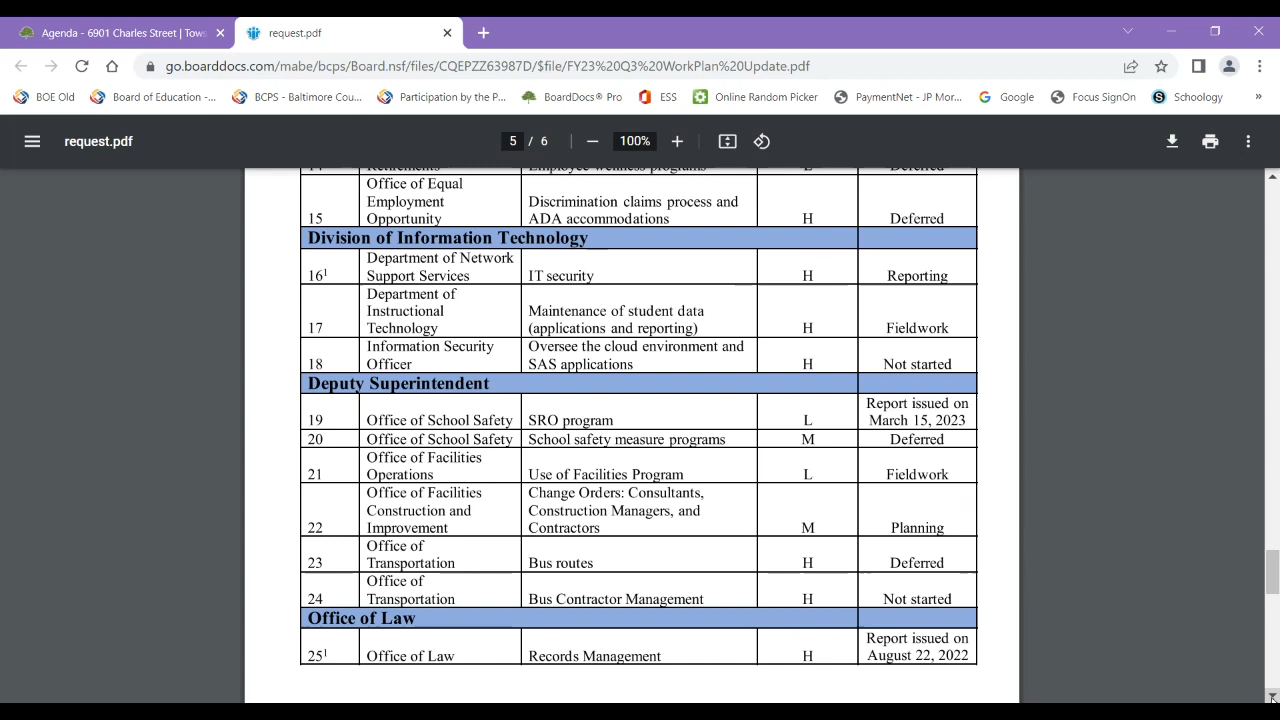 Agenda - 6901 Charles Street | Tows
request.pdf
go.boarddocs.com/mabe/bcps/Board.nsf/files/CQEPZZ63987D/$file/FY23%20Q3%20WorkPlan%20Update.pdf
BOE Old Board of Education -... BCPS - Baltimore Cou... Participation by the P... BoardDocs® Pro ESS Online Random Picker PaymentNet - JP Mor... Google Focus SignOn Schoology »
request.pdf 5 / 6 100%
14 Retirements Employee wellness programs L Deferred
Office of Equal
Employment Discrimination claims process and
15 Opportunity ADA accommodations H Deferred
Division of Information Technology
Department of Network
16¹ Support Services IT security H Reporting
Department of
Instructional Maintenance of student data
17 Technology (applications and reporting) H Fieldwork
Information Security Oversee the cloud environment and
18 Officer SAS applications H Not started
Deputy Superintendent
Report issued on
19 Office of School Safety SRO program L March 15, 2023
20 Office of School Safety School safety measure programs M Deferred
Office of Facilities
21 Operations Use of Facilities Program L Fieldwork
Office of Facilities Change Orders: Consultants,
Construction and Construction Managers, and
22 Improvement Contractors M Planning
Office of
23 Transportation Bus routes H Deferred
Office of
24 Transportation Bus Contractor Management H Not started
Office of Law
Report issued on
25¹ Office of Law Records Management H August 22, 2022